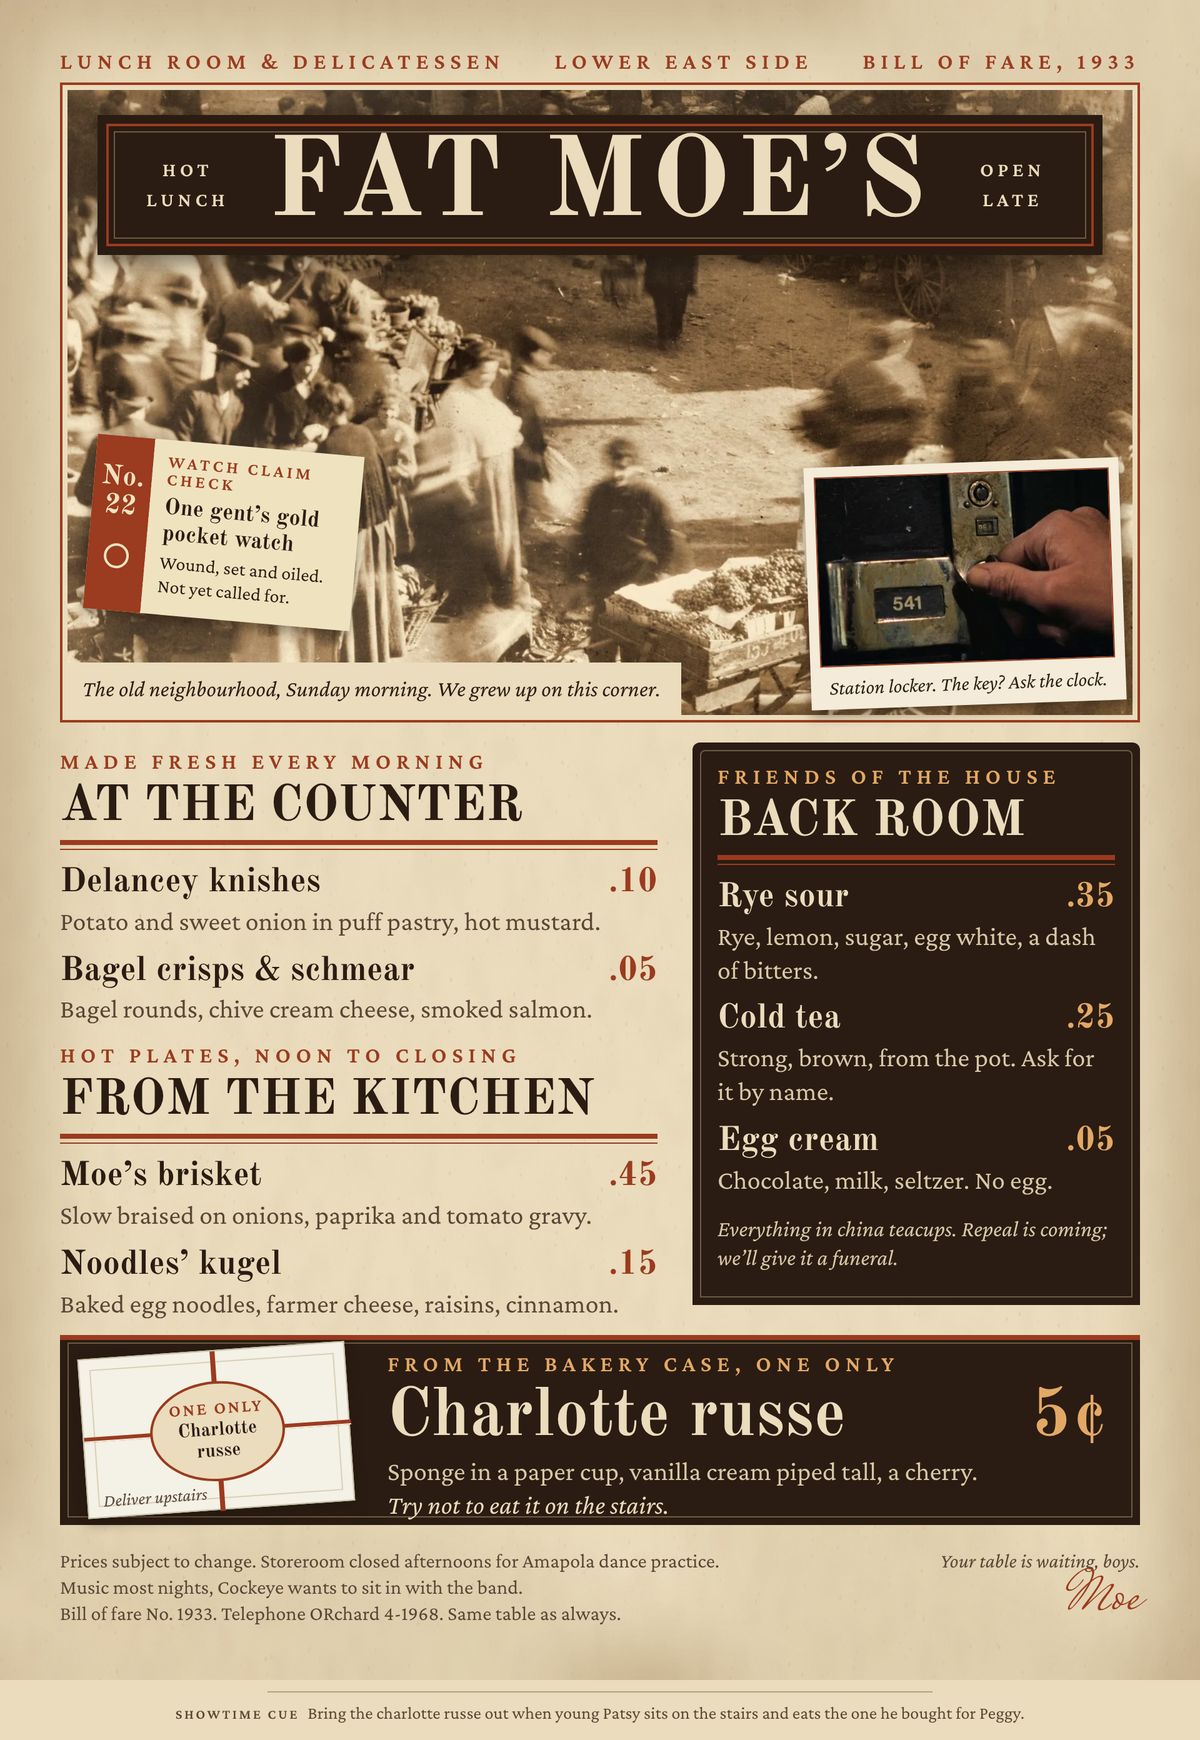 LUNCH ROOM & DELICATESSEN LOWER EAST SIDE BILL OF FARE, 1933
HOT
LUNCH
FAT MOE’S
OPEN
LATE
No.
22
WATCH CLAIM
CHECK
One gent’s gold
pocket watch
Wound, set and oiled.
Not yet called for.
541
Station locker. The key? Ask the clock.
The old neighbourhood, Sunday morning. We grew up on this corner.
MADE FRESH EVERY MORNING
AT THE COUNTER
Delancey knishes .10
Potato and sweet onion in puff pastry, hot mustard.
Bagel crisps & schmear .05
Bagel rounds, chive cream cheese, smoked salmon.
HOT PLATES, NOON TO CLOSING
FROM THE KITCHEN
Moe’s brisket .45
Slow braised on onions, paprika and tomato gravy.
Noodles’ kugel .15
Baked egg noodles, farmer cheese, raisins, cinnamon.
FRIENDS OF THE HOUSE
BACK ROOM
Rye sour .35
Rye, lemon, sugar, egg white, a dash
of bitters.
Cold tea .25
Strong, brown, from the pot. Ask for
it by name.
Egg cream .05
Chocolate, milk, seltzer. No egg.
Everything in china teacups. Repeal is coming;
we’ll give it a funeral.
ONE ONLY
Charlotte
russe
Deliver upstairs
FROM THE BAKERY CASE, ONE ONLY
Charlotte russe 5¢
Sponge in a paper cup, vanilla cream piped tall, a cherry.
Try not to eat it on the stairs.
Prices subject to change. Storeroom closed afternoons for Amapola dance practice.
Music most nights, Cockeye wants to sit in with the band.
Bill of fare No. 1933. Telephone ORchard 4-1968. Same table as always.
Your table is waiting, boys.
Moe
SHOWTIME CUE Bring the charlotte russe out when young Patsy sits on the stairs and eats the one he bought for Peggy.